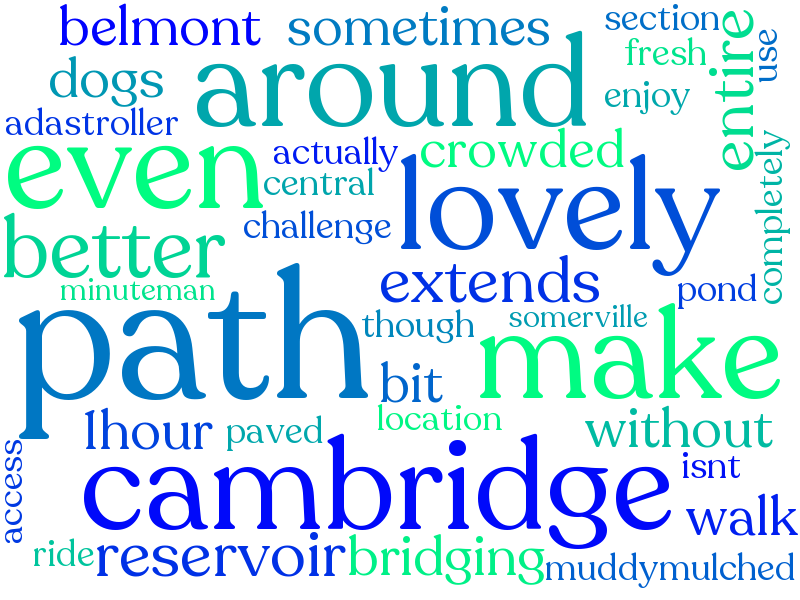 belmont
sometimes
section
fresh
use
entire
dogs
around
enjoy
adastroller
even
actually
crowded
central
lovely
completely
better
challenge
minuteman
extends
pond
path
though
somerville
make
bit
location
1hour
paved
without
access
cambridge
isnt
walk
ride
reservoir
bridging
muddymulched